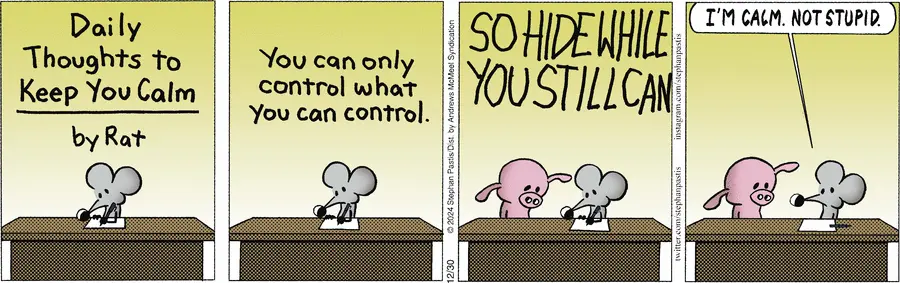 Daily
Thoughts to
Keep You Calm
by Rat
You can only
control what
you can control.
© 2024 Stephan Pastis/Dist. by Andrews McMeel Syndication
12/30
SO HIDE WHILE
YOU STILL CAN
twitter.com/stephanpastis
instagram.com/stephanpastis
I'M CALM. NOT STUPID.